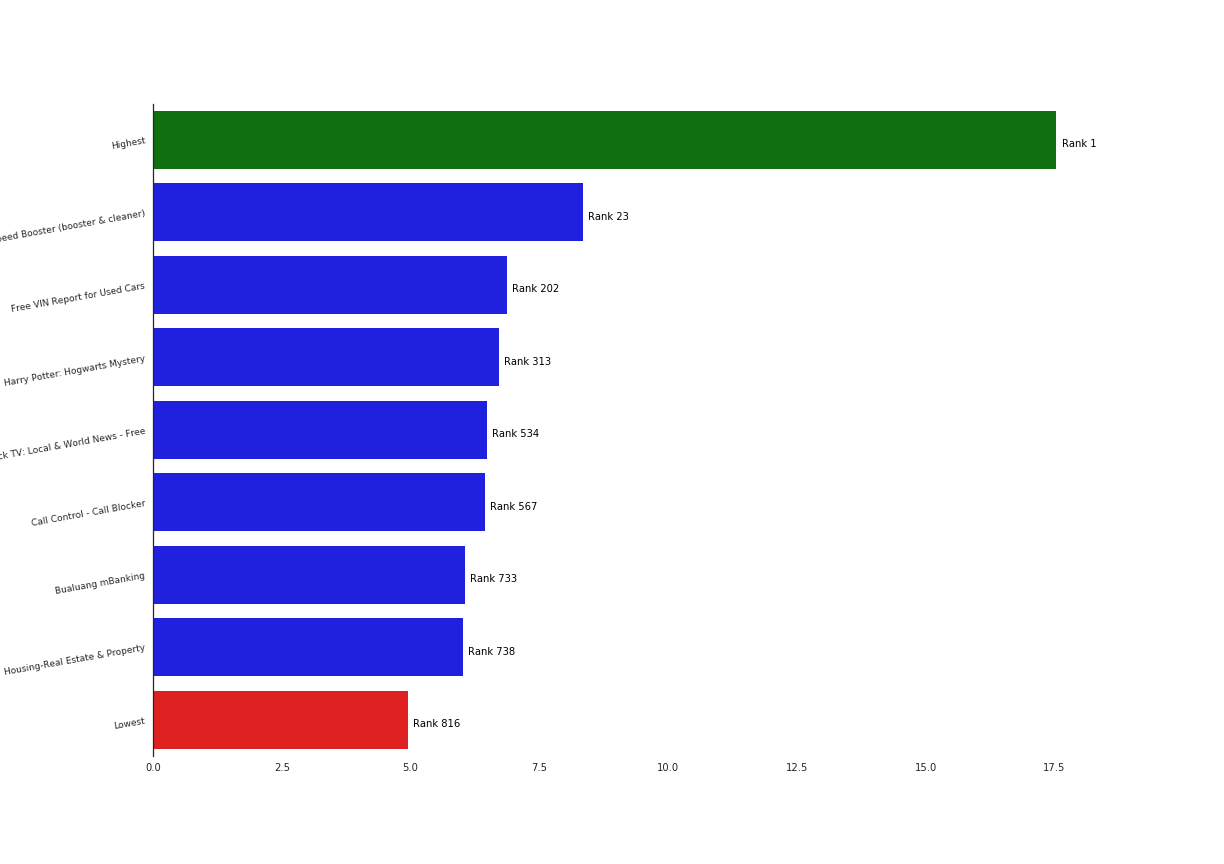 Highest
Rank 1
Booster (booster & cleaner)
Rank 23
Free VIN Report for Used Cars
Rank 202
Harry Potter: Hogwarts Mystery
Rank 313
TV: Local & World News - Free
Rank 534
Call Control - Call Blocker
Rank 567
Bualuang mBanking
Rank 733
Housing-Real Estate & Property
Rank 738
Lowest
Rank 816
0.0 2.5 5.0 7.5 10.0 12.5 15.0 17.5